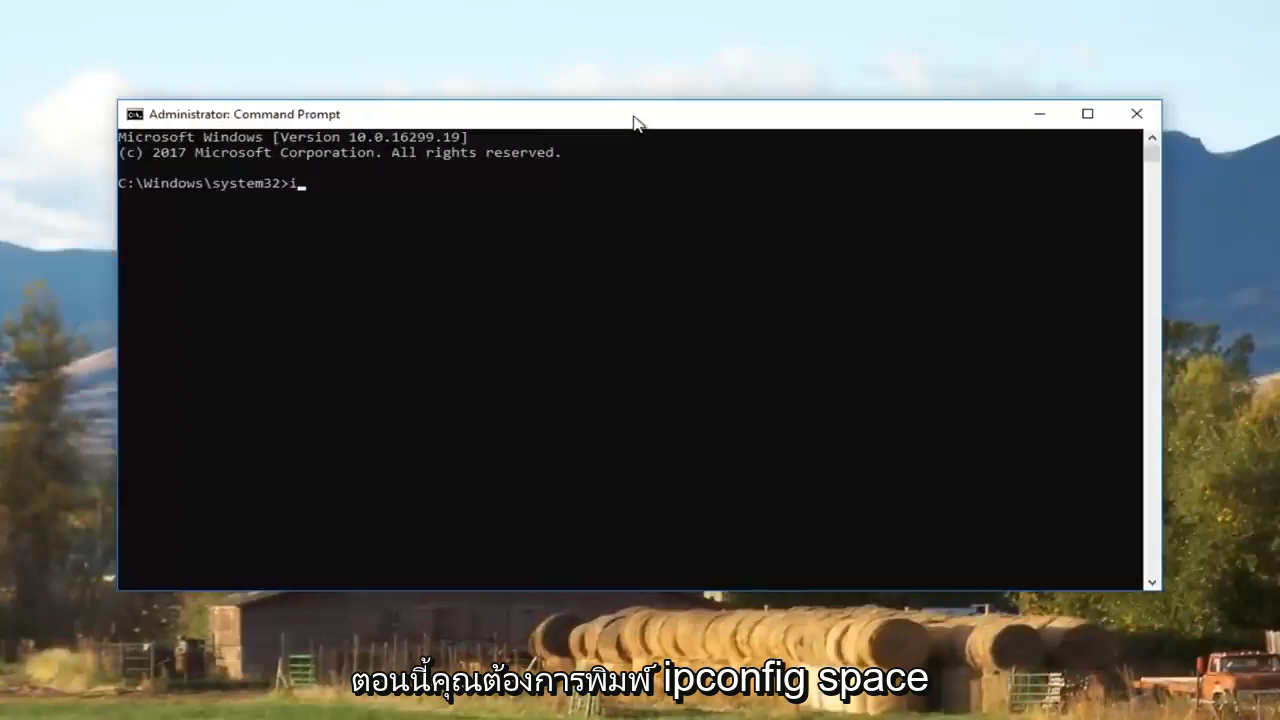 Administrator: Command Prompt
Microsoft Windows [Version 10.0.16299.19]
(c) 2017 Microsoft Corporation. All rights reserved.
C:\Windows\system32>i
ตอนนี้คุณต้องการพิมพ์ ipconfig space